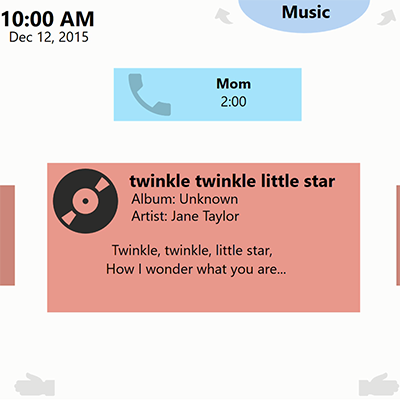 10:00 AM
Dec 12, 2015
Music
Mom
2:00
twinkle twinkle little star
Album: Unknown
Artist: Jane Taylor
Twinkle, twinkle, little star,
How I wonder what you are...